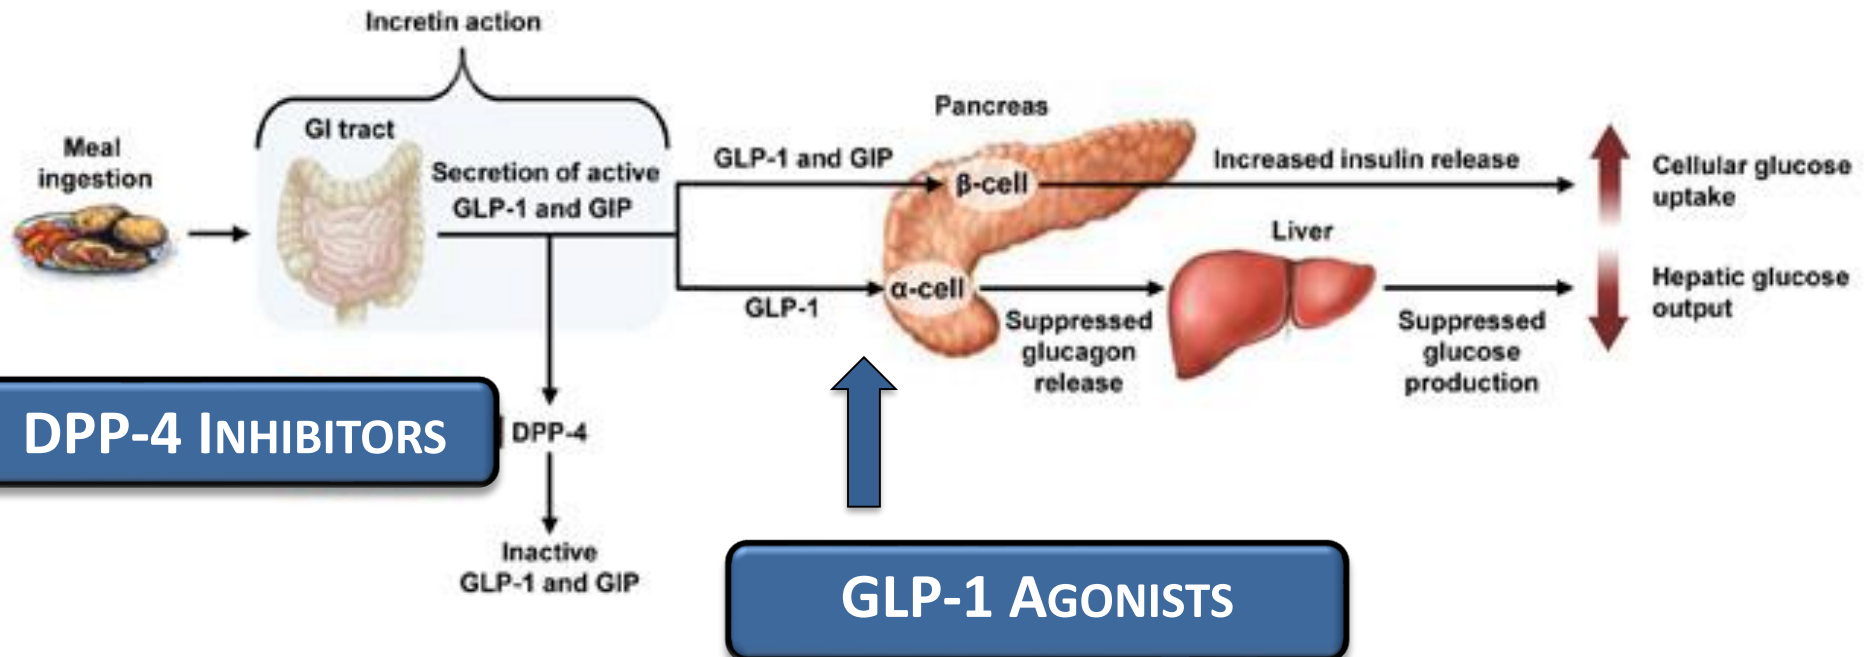 Incretin action
GI tract
Meal
ingestion
Secretion of active
GLP-1 and GIP
GLP-1 and GIP
GLP-1
Pancreas
β-cell
α-cell
Increased insulin release
Suppressed
glucagon
release
Liver
Suppressed
glucose
production
Cellular glucose
uptake
Hepatic glucose
output
DPP-4 INHIBITORS
DPP-4
Inactive
GLP-1 and GIP
GLP-1 AGONISTS